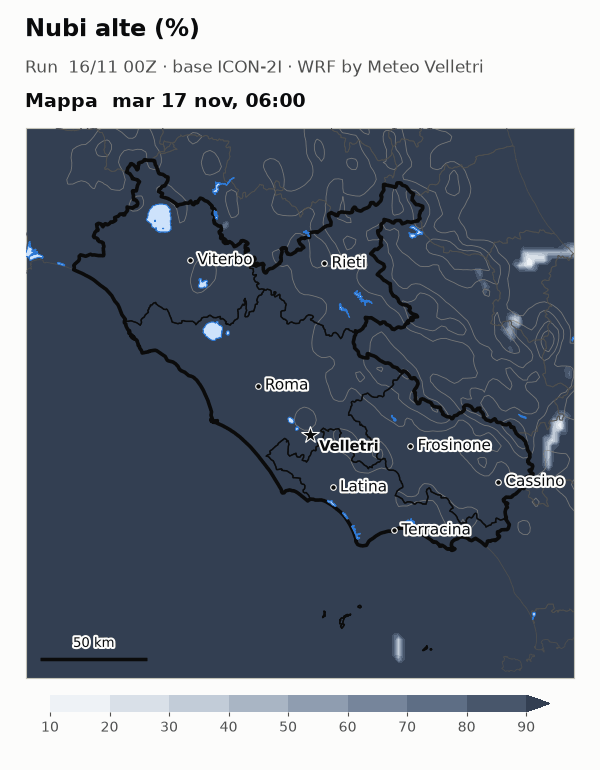 Nubi alte (%)
Run  16/11 00Z · base ICON-2I · WRF by Meteo Velletri
Mappa  mar 17 nov, 06:00
Viterbo
Rieti
Roma
Velletri
Frosinone
Cassino
Latina
Terracina
50 km
10 20 30 40 50 60 70 80 90